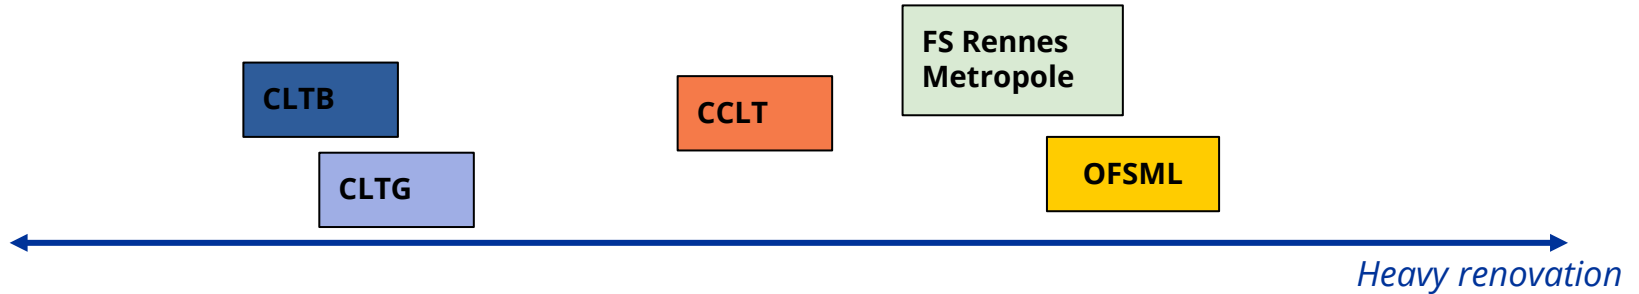 FS Rennes
Metropole
CLTB
CCLT
OFSML
CLTG
Heavy renovation